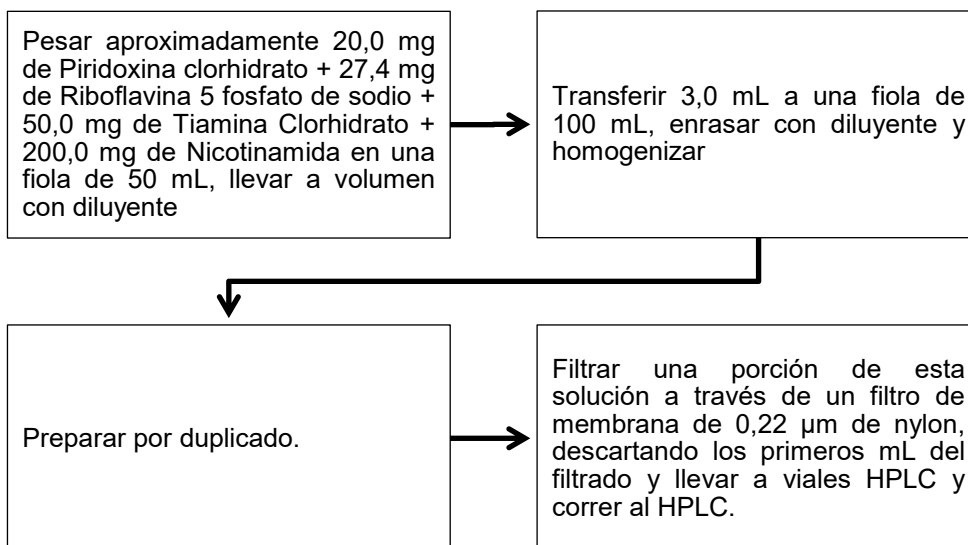 Pesar aproximadamente 20,0 mg
de Piridoxina clorhidrato + 27,4 mg
de Riboflavina 5 fosfato de sodio +
50,0 mg de Tiamina Clorhidrato +
200,0 mg de Nicotinamida en una
fiola de 50 mL, llevar a volumen
con diluyente
Transferir 3,0 mL a una fiola de
100 mL, enrasar con diluyente y
homogenizar
Preparar por duplicado.
Filtrar una porción de esta
solución a través de un filtro de
membrana de 0,22 µm de nylon,
descartando los primeros mL del
filtrado y llevar a viales HPLC y
correr al HPLC.